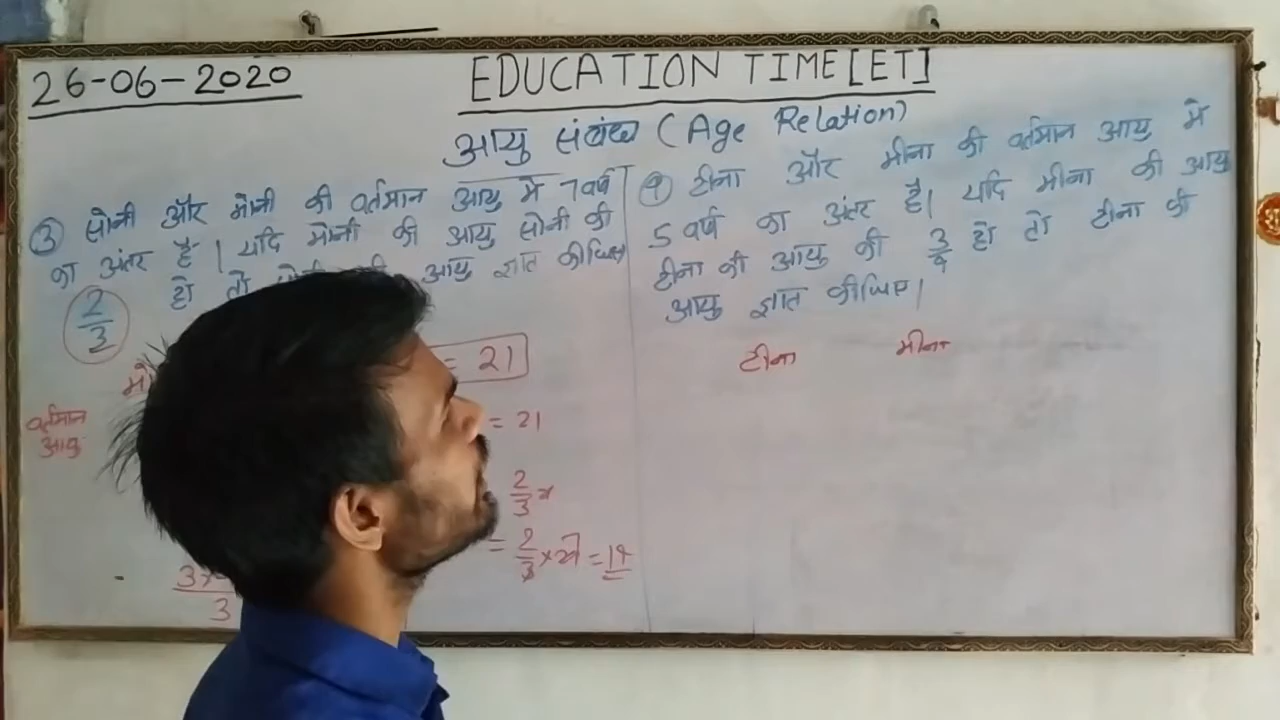 26-06-2020
EDUCATION TIME [ET]
आयु संबंध (Age Relation)
③ सोनी और मोनी की वर्तमान आयु मे 7 वर्ष
का अंतर है। यदि मोनी की आयु सोनी की
2/3 हो तो आयु ज्ञात कीजिए
= 21
वर्तमान
आयु
= 21
2/3 x
= 2/3 × 21 = 14
3
④ टीना और मीना की वर्तमान आयु मे
5 वर्ष का अंतर है। यदि मीना की आयु
टीना की आयु की 3/4 हो तो टीना की
आयु ज्ञात कीजिए।
टीना मीना